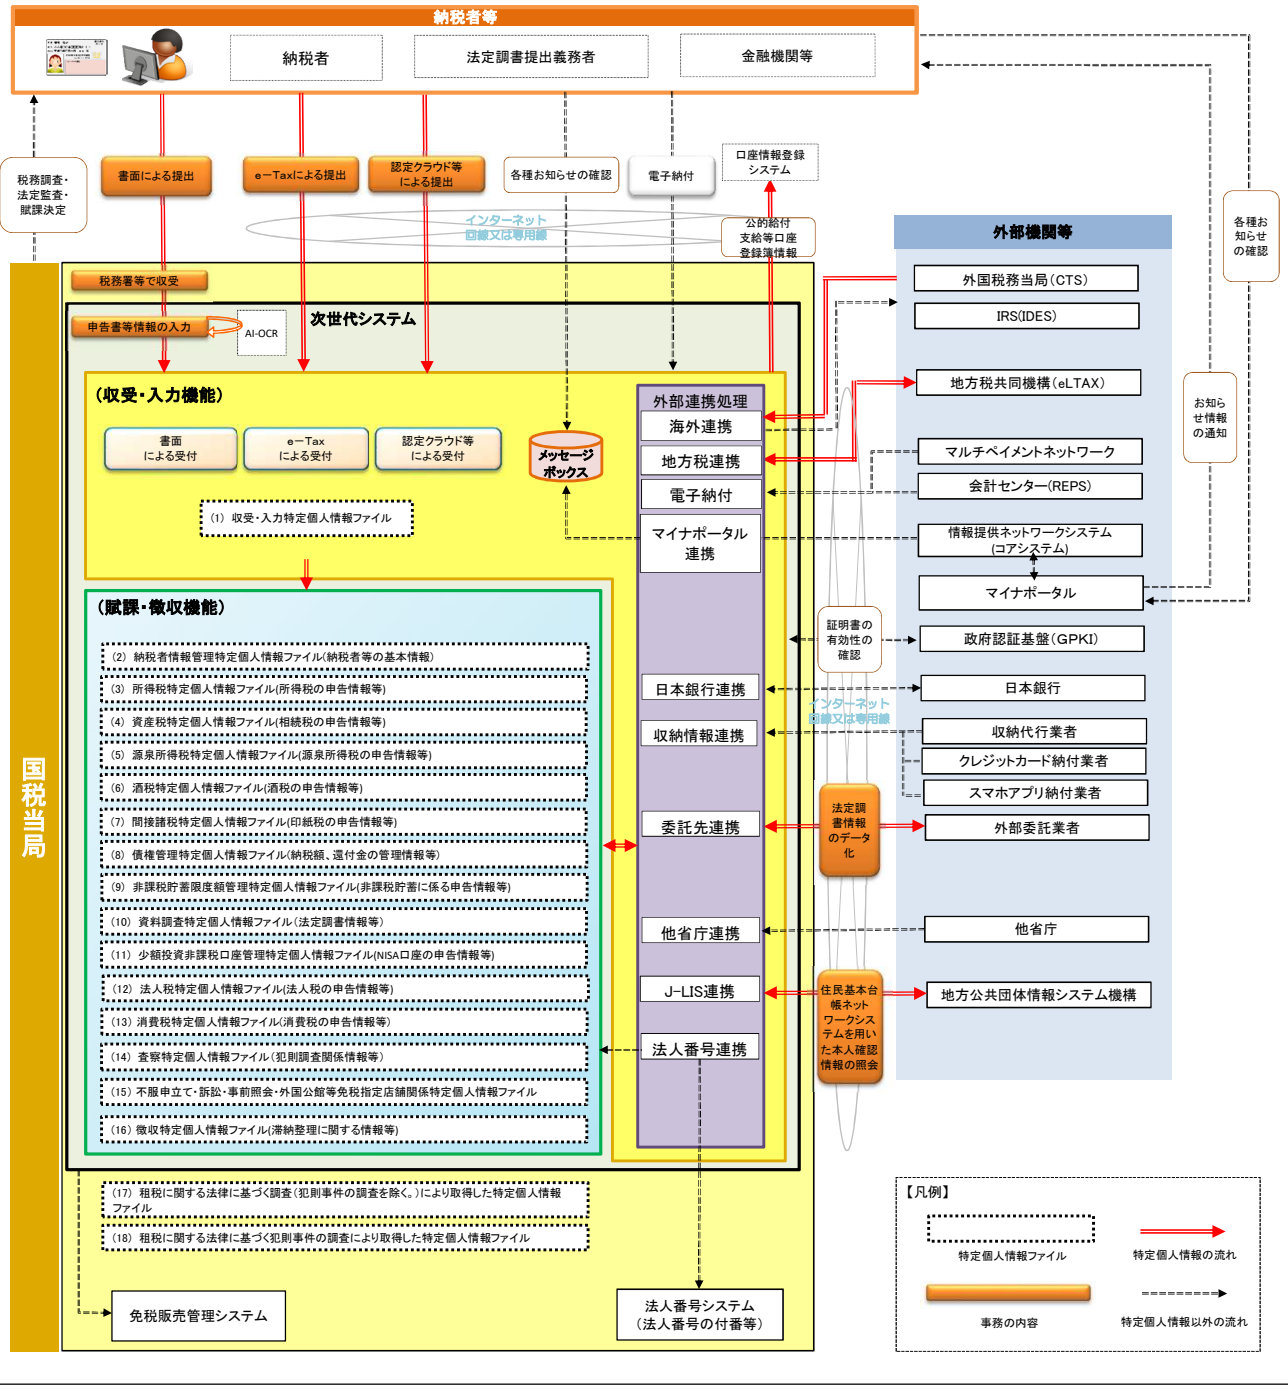 納税者等
納税者
法定調書提出義務者
金融機関等
税務調査・
法定監査・
賦課決定
書面による提出
e－Taxによる提出
認定クラウド等
による提出
各種お知らせの確認
電子納付
口座情報登録
システム
インターネット
回線又は専用線
公的給付
支給等口座
登録簿情報
各種お
知らせ
の確認
お知ら
せ情報
の通知
国税当局
税務署等で収受
申告書等情報の入力
AI-OCR
次世代システム
（収受・入力機能）
書面
による受付
e－Tax
による受付
認定クラウド等
による受付
メッセージ
ボックス
（1） 収受・入力特定個人情報ファイル
（賦課・徴収機能）
（2） 納税者情報管理特定個人情報ファイル(納税者等の基本情報)
（3） 所得税特定個人情報ファイル(所得税の申告情報等)
（4） 資産税特定個人情報ファイル(相続税の申告情報等)
（5） 源泉所得税特定個人情報ファイル(源泉所得税の申告情報等)
（6） 酒税特定個人情報ファイル(酒税の申告情報等)
（7） 間接諸税特定個人情報ファイル(印紙税の申告情報等)
（8） 債権管理特定個人情報ファイル(納税額、還付金の管理情報等)
（9） 非課税貯蓄限度額管理特定個人情報ファイル(非課税貯蓄に係る申告情報等)
（10） 資料調査特定個人情報ファイル（法定調書情報等）
（11） 少額投資非課税口座管理特定個人情報ファイル(NISA口座の申告情報等)
（12） 法人税特定個人情報ファイル(法人税の申告情報等)
（13） 消費税特定個人情報ファイル(消費税の申告情報等)
（14） 査察特定個人情報ファイル（犯則調査関係情報等）
（15） 不服申立て・訴訟・事前照会・外国公館等免税指定店舗関係特定個人情報ファイル
（16） 徴収特定個人情報ファイル(滞納整理に関する情報等)
外部連携処理
海外連携
地方税連携
電子納付
マイナポータル
連携
日本銀行連携
収納情報連携
委託先連携
他省庁連携
J-LIS連携
法人番号連携
（17） 租税に関する法律に基づく調査（犯則事件の調査を除く。）により取得した特定個人情報
ファイル
（18） 租税に関する法律に基づく犯則事件の調査により取得した特定個人情報ファイル
免税販売管理システム
法人番号システム
（法人番号の付番等）
証明書の
有効性の
確認
インターネット
回線又は専用線
法定調
書情報
のデータ
化
住民基本台
帳ネット
ワークシス
テムを用い
た本人確認
情報の照会
外部機関等
外国税務当局（CTS）
IRS(IDES)
地方税共同機構（eLTAX）
マルチペイメントネットワーク
会計センター(REPS)
情報提供ネットワークシステム
(コアシステム)
マイナポータル
政府認証基盤（GPKI）
日本銀行
収納代行業者
クレジットカード納付業者
スマホアプリ納付業者
外部委託業者
他省庁
地方公共団体情報システム機構
【凡例】
特定個人情報ファイル
特定個人情報の流れ
事務の内容
特定個人情報以外の流れ